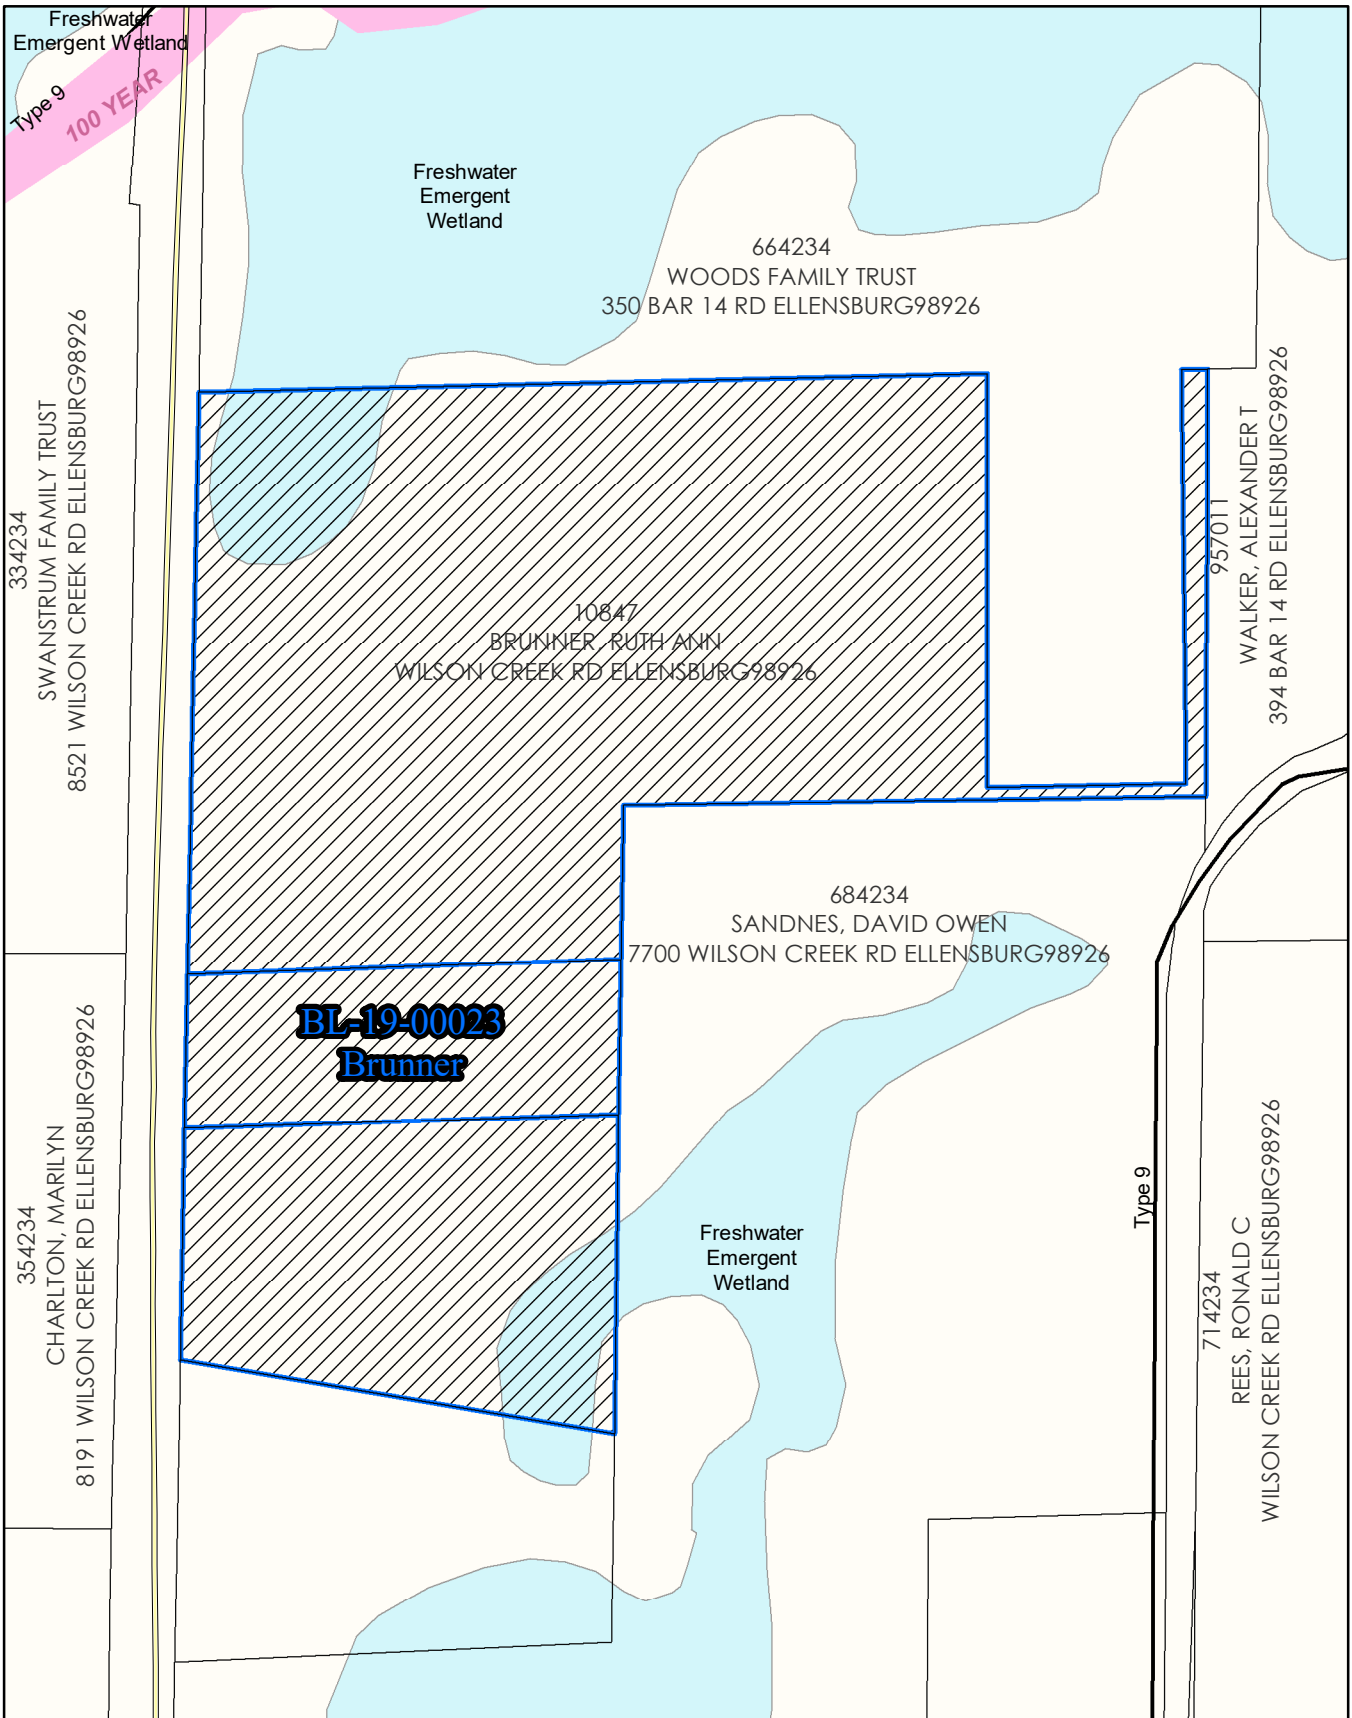 Freshwater
Emergent Wetland
Type 9
100 YEAR
Freshwater
Emergent
Wetland
664234
WOODS FAMILY TRUST
350 BAR 14 RD ELLENSBURG98926
334234
SWANSTRUM FAMILY TRUST
8521 WILSON CREEK RD ELLENSBURG98926
957011
WALKER, ALEXANDER T
394 BAR 14 RD ELLENSBURG98926
10847
BRUNNER, RUTH ANN
WILSON CREEK RD ELLENSBURG98926
684234
SANDNES, DAVID OWEN
7700 WILSON CREEK RD ELLENSBURG98926
BL-19-00023
Brunner
354234
CHARLTON, MARILYN
8191 WILSON CREEK RD ELLENSBURG98926
Freshwater
Emergent
Wetland
Type 9
714234
REES, RONALD C
WILSON CREEK RD ELLENSBURG98926